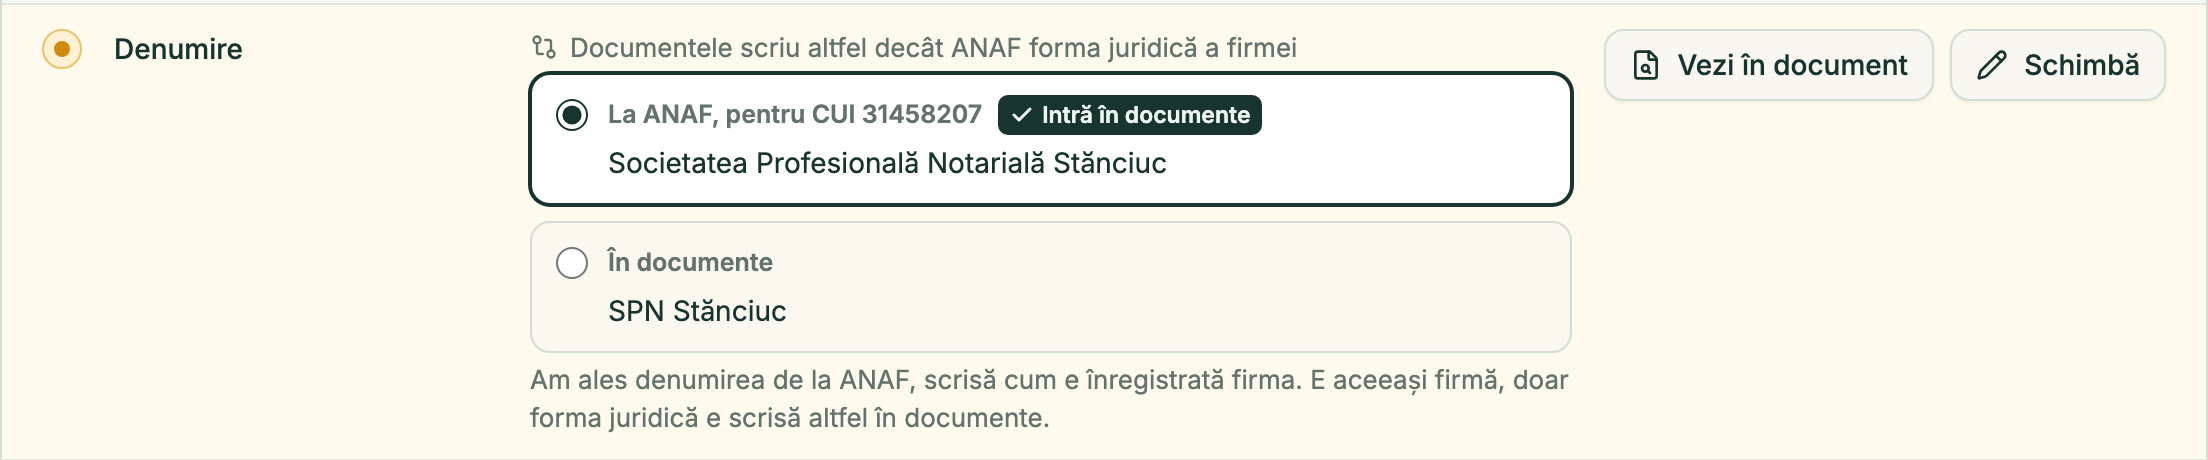 Denumire
Documentele scriu altfel decât ANAF forma juridică a firmei
Vezi în document
Schimbă
La ANAF, pentru CUI 31458207
Intră în documente
Societatea Profesională Notarială Stănciuc
În documente
SPN Stănciuc
Am ales denumirea de la ANAF, scrisă cum e înregistrată firma. E aceeași firmă, doar
forma juridică e scrisă altfel în documente.